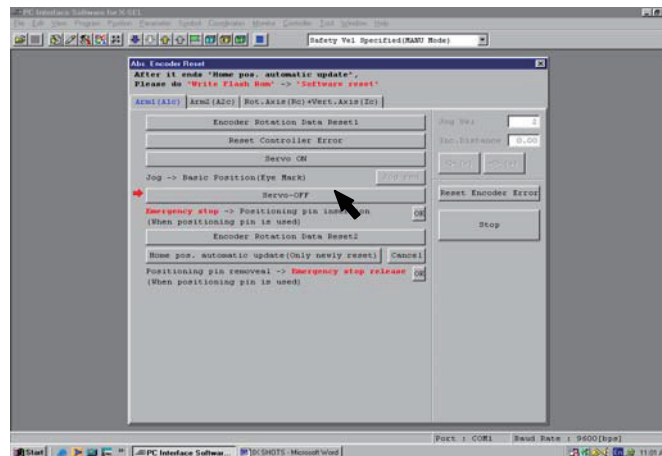 PC Interface Software for X-SEL
File Edit View Program Position Parameter Symbol Coordinates Monitor Controller Tool Window Help
Safety Vel Specified(MANU Mode)
Abs. Encoder Reset
After it ends "Home pos. automatic update",
Please do "Write Flash Rom" -> "Software reset"
Arm1(A1c) Arm2(A2c) Rot.Axis(Rc)+Vert.Axis(Zc)
Encoder Rotation Data Reset1
Reset Controller Error
Servo ON
Jog -> Basic Position(Eye Mark)
Jog end
Servo-OFF
Emergency stop -> Positioning pin insertion
(When positioning pin is used)
OK
Encoder Rotation Data Reset2
Home pos. automatic update(Only newly reset) Cancel
Positioning pin removeal -> Emergency stop release
(When positioning pin is used)
OK
Jog Vel
Inc.Distance 0.00
Reset Encoder Error
Stop
Port : COM1 Baud Rate : 9600[bps]
Start PC Interface Softwar... DC SHOTS - Microsoft Word